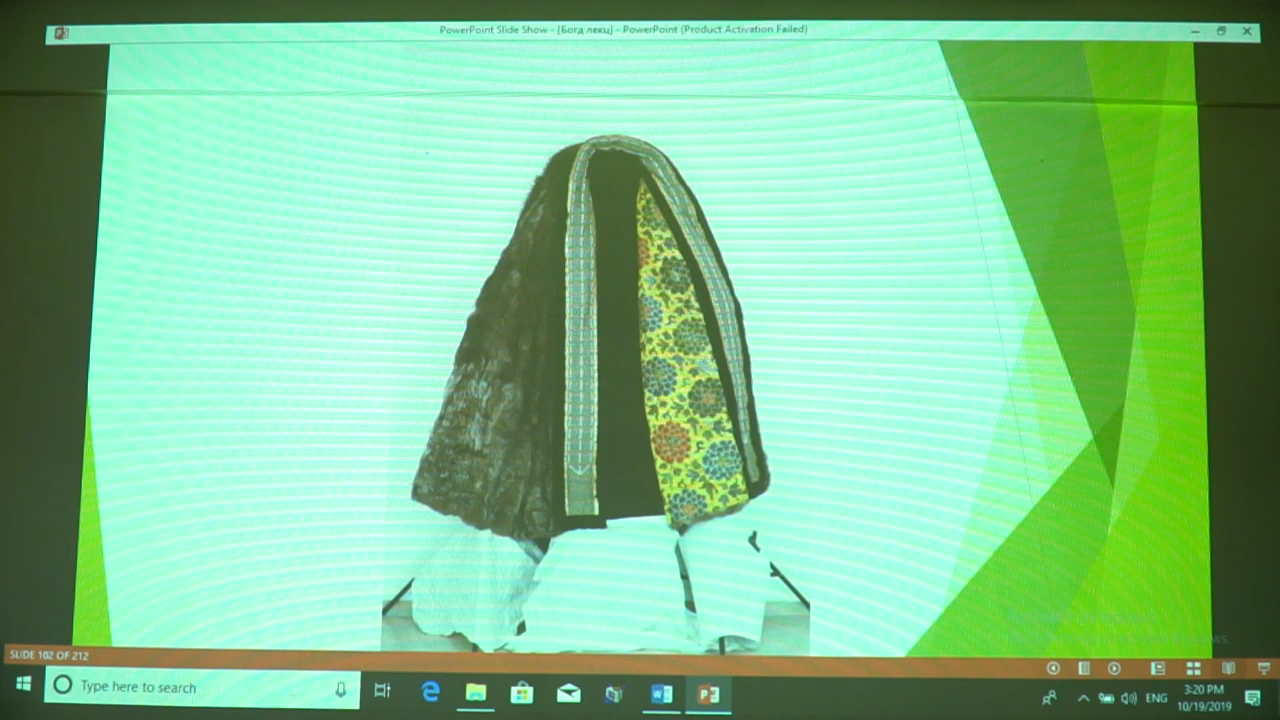 PowerPoint Slide Show - [Богд лекц] - PowerPoint (Product Activation Failed)
SLIDE 102 OF 212
Type here to search
ENG
3:20 PM
10/19/2019